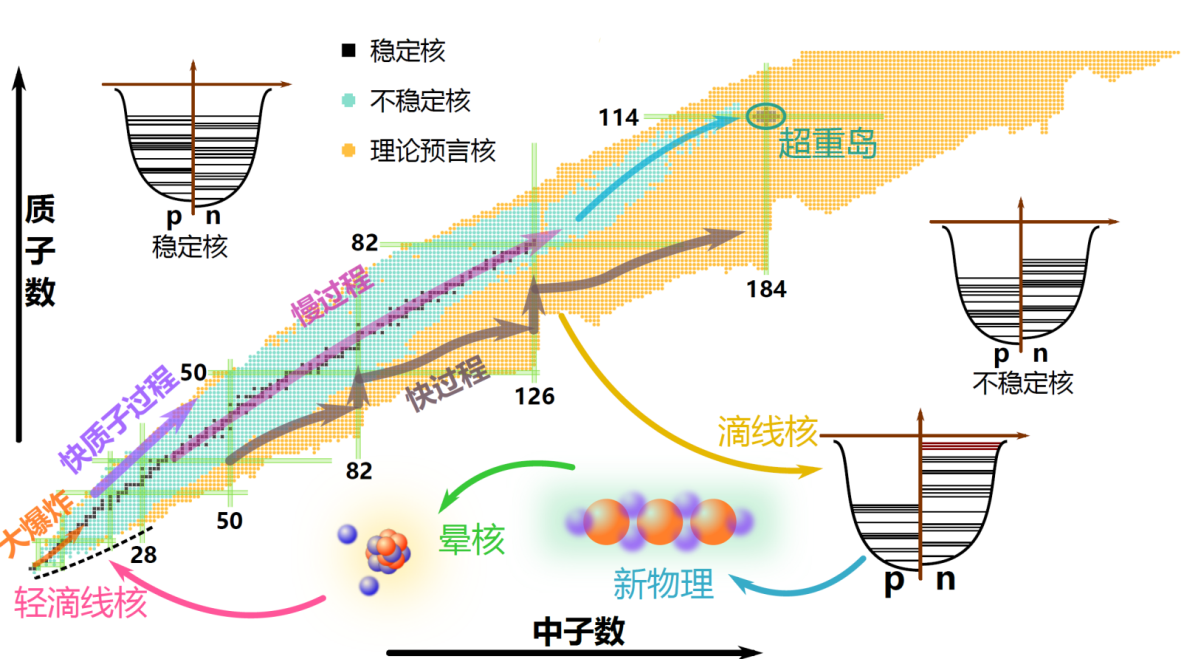 稳定核
不稳定核
理论预言核
p n
稳定核
质子数
114
超重岛
82
慢过程
184
p n
不稳定核
50
快质子过程
快过程
126
滴线核
82
大爆炸
50
28
晕核
p n
新物理
轻滴线核
中子数